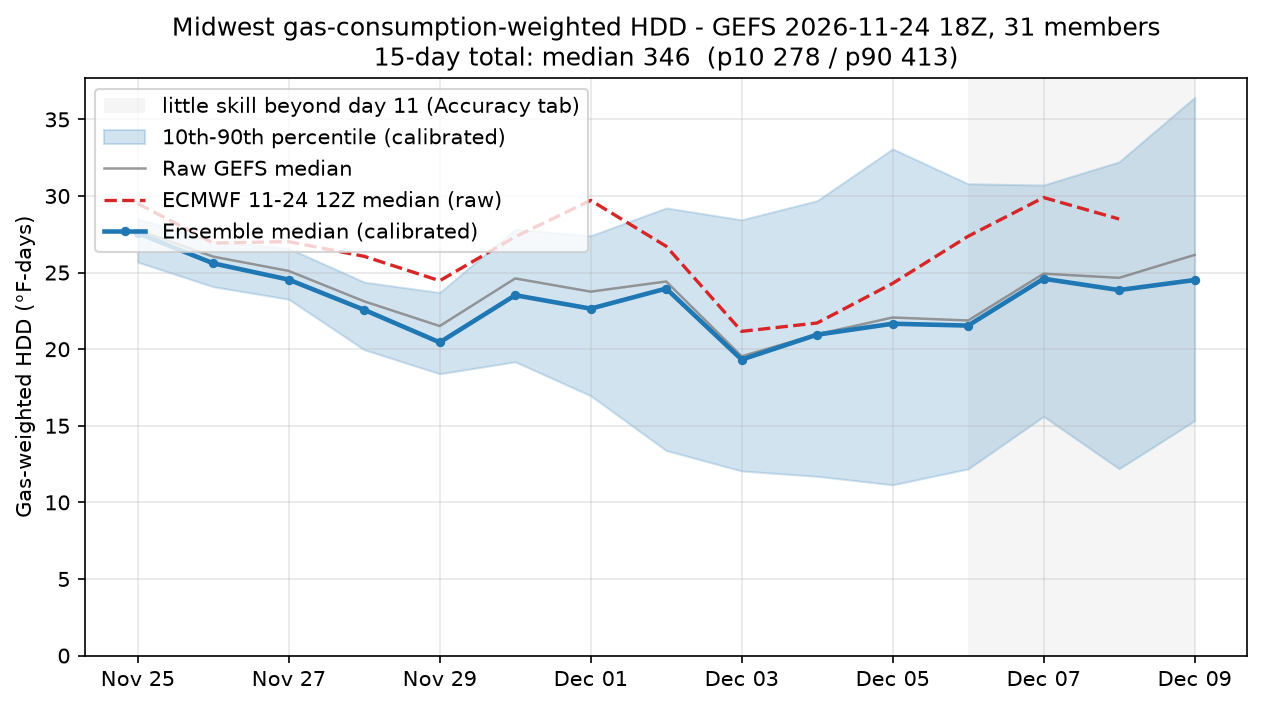 Midwest gas-consumption-weighted HDD - GEFS 2026-11-24 18Z, 31 members
15-day total: median 346  (p10 278 / p90 413)
little skill beyond day 11 (Accuracy tab)
10th-90th percentile (calibrated)
Raw GEFS median
ECMWF 11-24 12Z median (raw)
Ensemble median (calibrated)
Gas-weighted HDD (°F-days)
35
30
25
20
15
10
5
0
Nov 25
Nov 27
Nov 29
Dec 01
Dec 03
Dec 05
Dec 07
Dec 09